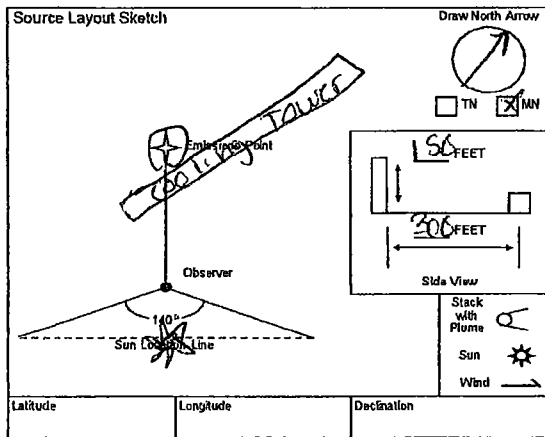 Source Layout Sketch
Draw North Arrow
TN
X MN
Emissions Point
Cooling Tower
150 FEET
300 FEET
Side View
Observer
140°
Sun Location Line
Stack
with
Plume
Sun
Wind
Latitude
Longitude
Declination